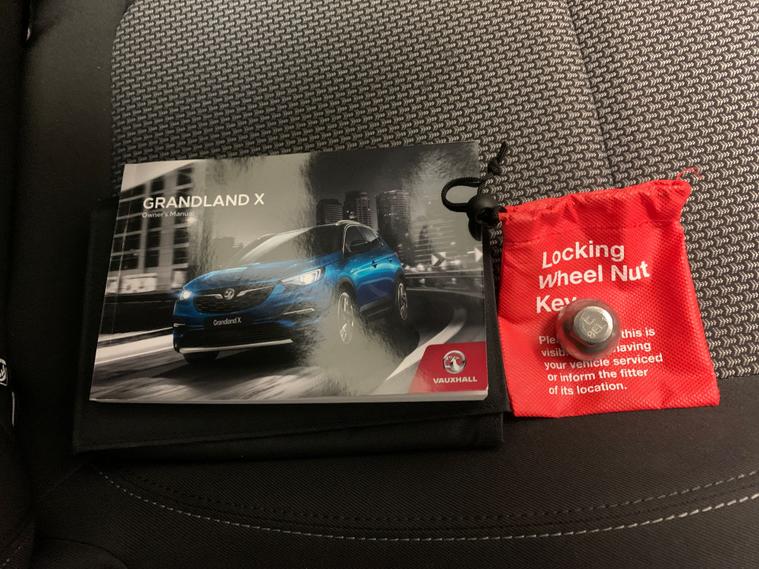 GRANDLAND X
Owner's Manual
Grandland X
VAUXHALL
Locking
Wheel Nut
Key
this is
having
your vehicle serviced
or inform the fitter
of its location.